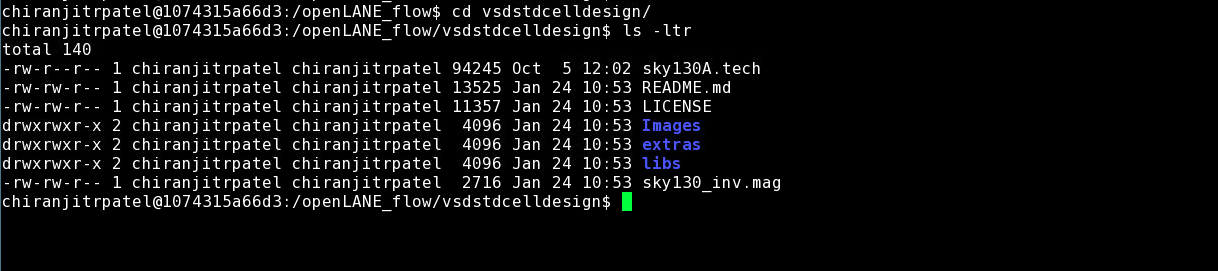 chiranjitrpatel@1074315a66d3:/openLANE_flow$ cd vsdstdcelldesign/
chiranjitrpatel@1074315a66d3:/openLANE_flow/vsdstdcelldesign$ ls -ltr
total 140
-rw-r--r-- 1 chiranjitrpatel chiranjitrpatel 94245 Oct  5 12:02 sky130A.tech
-rw-rw-r-- 1 chiranjitrpatel chiranjitrpatel 13525 Jan 24 10:53 README.md
-rw-rw-r-- 1 chiranjitrpatel chiranjitrpatel 11357 Jan 24 10:53 LICENSE
drwxrwxr-x 2 chiranjitrpatel chiranjitrpatel  4096 Jan 24 10:53 Images
drwxrwxr-x 2 chiranjitrpatel chiranjitrpatel  4096 Jan 24 10:53 extras
drwxrwxr-x 2 chiranjitrpatel chiranjitrpatel  4096 Jan 24 10:53 libs
-rw-rw-r-- 1 chiranjitrpatel chiranjitrpatel  2716 Jan 24 10:53 sky130_inv.mag
chiranjitrpatel@1074315a66d3:/openLANE_flow/vsdstdcelldesign$